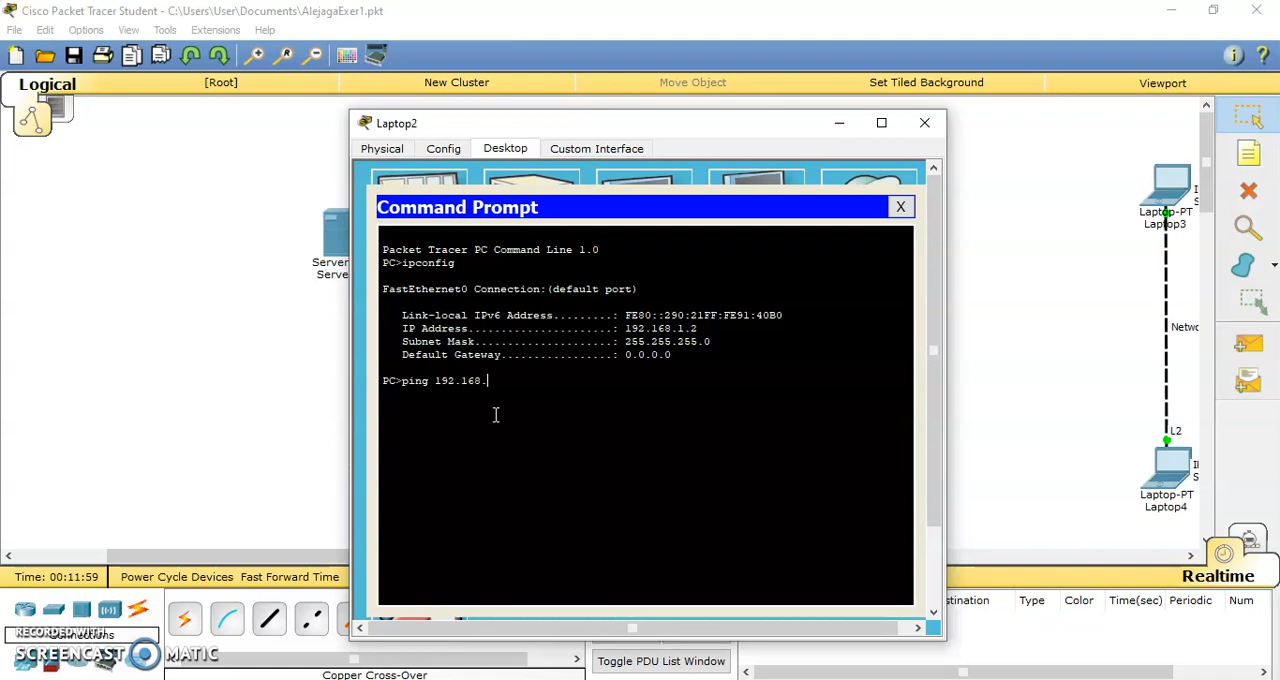 Cisco Packet Tracer Student - C:\Users\User\Documents\AlejagaExer1.pkt
File Edit Options View Tools Extensions Help
Logical [Root] New Cluster Move Object Set Tiled Background Viewport
Laptop2
Physical Config Desktop Custom Interface
Command Prompt X
Packet Tracer PC Command Line 1.0
PC>ipconfig
FastEthernet0 Connection:(default port)
Link-local IPv6 Address.........: FE80::290:21FF:FE91:40B0
IP Address......................: 192.168.1.2
Subnet Mask.....................: 255.255.255.0
Default Gateway.................: 0.0.0.0
PC>ping 192.168.
Server
Serve
Laptop-PT
Laptop3
Netwo
L2
Laptop-PT
Laptop4
Time: 00:11:59 Power Cycle Devices Fast Forward Time Realtime
stination Type Color Time(sec) Periodic Num
Connections
RECORDED WITH
SCREENCAST MATIC
Copper Cross-Over
Toggle PDU List Window